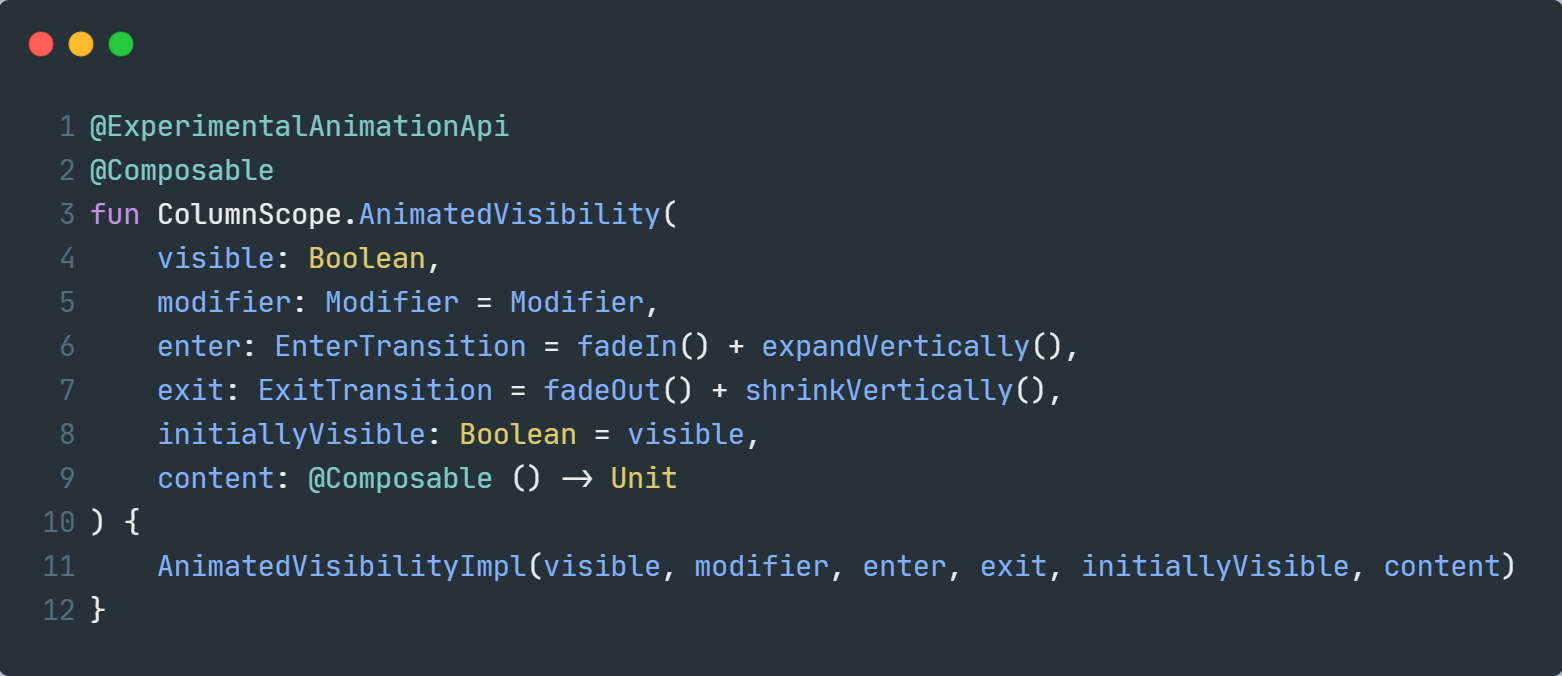 1 @ExperimentalAnimationApi
2 @Composable
3 fun ColumnScope.AnimatedVisibility(
4     visible: Boolean,
5     modifier: Modifier = Modifier,
6     enter: EnterTransition = fadeIn() + expandVertically(),
7     exit: ExitTransition = fadeOut() + shrinkVertically(),
8     initiallyVisible: Boolean = visible,
9     content: @Composable () -> Unit
10 ) {
11     AnimatedVisibilityImpl(visible, modifier, enter, exit, initiallyVisible, content)
12 }